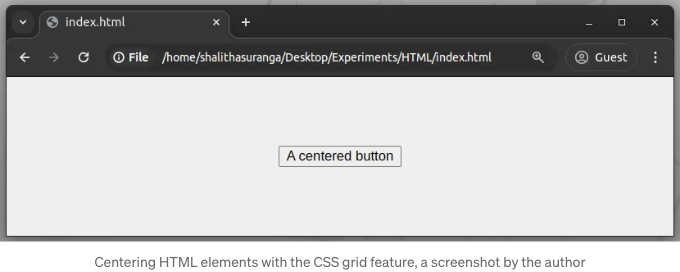 index.html
File /home/shalithasuranga/Desktop/Experiments/HTML/index.html Guest
A centered button
Centering HTML elements with the CSS grid feature, a screenshot by the author